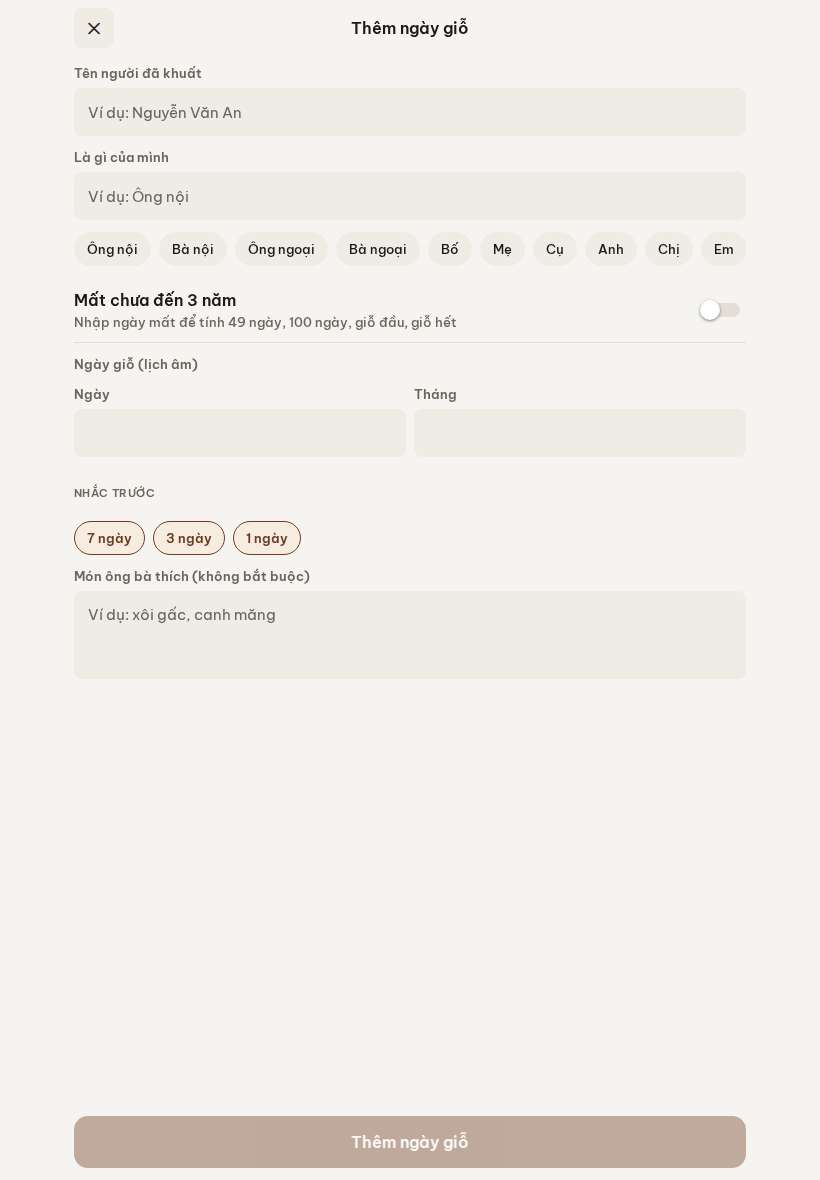 Thêm ngày giỗ
Tên người đã khuất
Ví dụ: Nguyễn Văn An
Là gì của mình
Ví dụ: Ông nội
Ông nội Bà nội Ông ngoại Bà ngoại Bố Mẹ Cụ Anh Chị Em
Mất chưa đến 3 năm
Nhập ngày mất để tính 49 ngày, 100 ngày, giỗ đầu, giỗ hết
Ngày giỗ (lịch âm)
Ngày Tháng
NHẮC TRƯỚC
7 ngày 3 ngày 1 ngày
Món ông bà thích (không bắt buộc)
Ví dụ: xôi gấc, canh măng
Thêm ngày giỗ